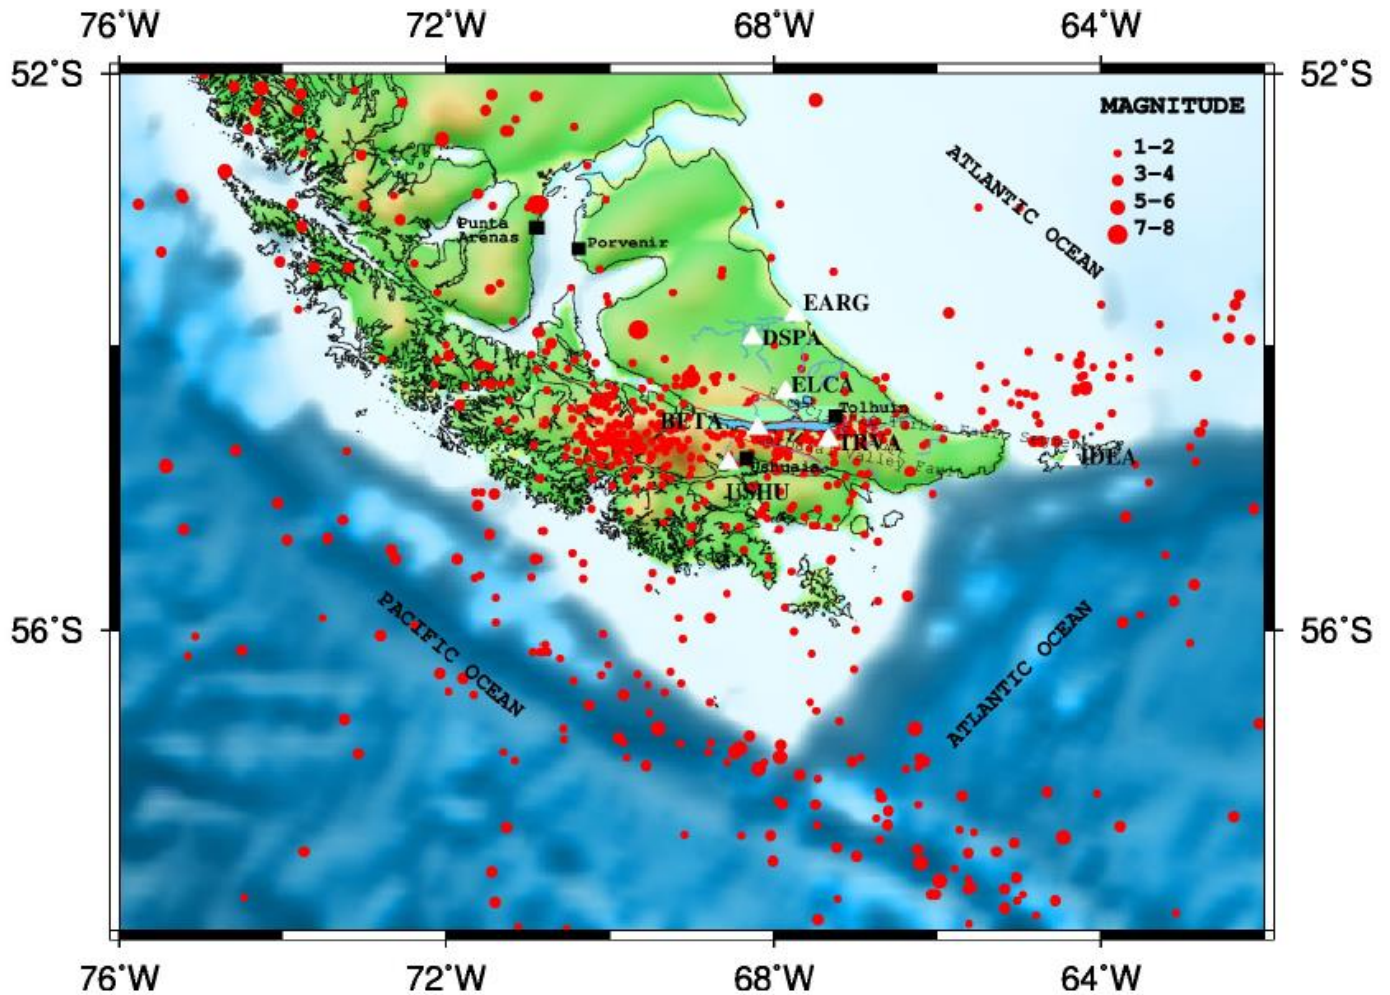 76°W 72°W 68°W 64°W
52°S 52°S
MAGNITUDE
1-2
3-4
5-6
7-8
ATLANTIC OCEAN
Punta
Arenas
Porvenir
EARG
DSPA
ELCA
Tolhuin
BETA
TRVA
IDEA
Ushuaia
Valley Fault
USHU
PACIFIC OCEAN
ATLANTIC OCEAN
56°S 56°S
76°W 72°W 68°W 64°W